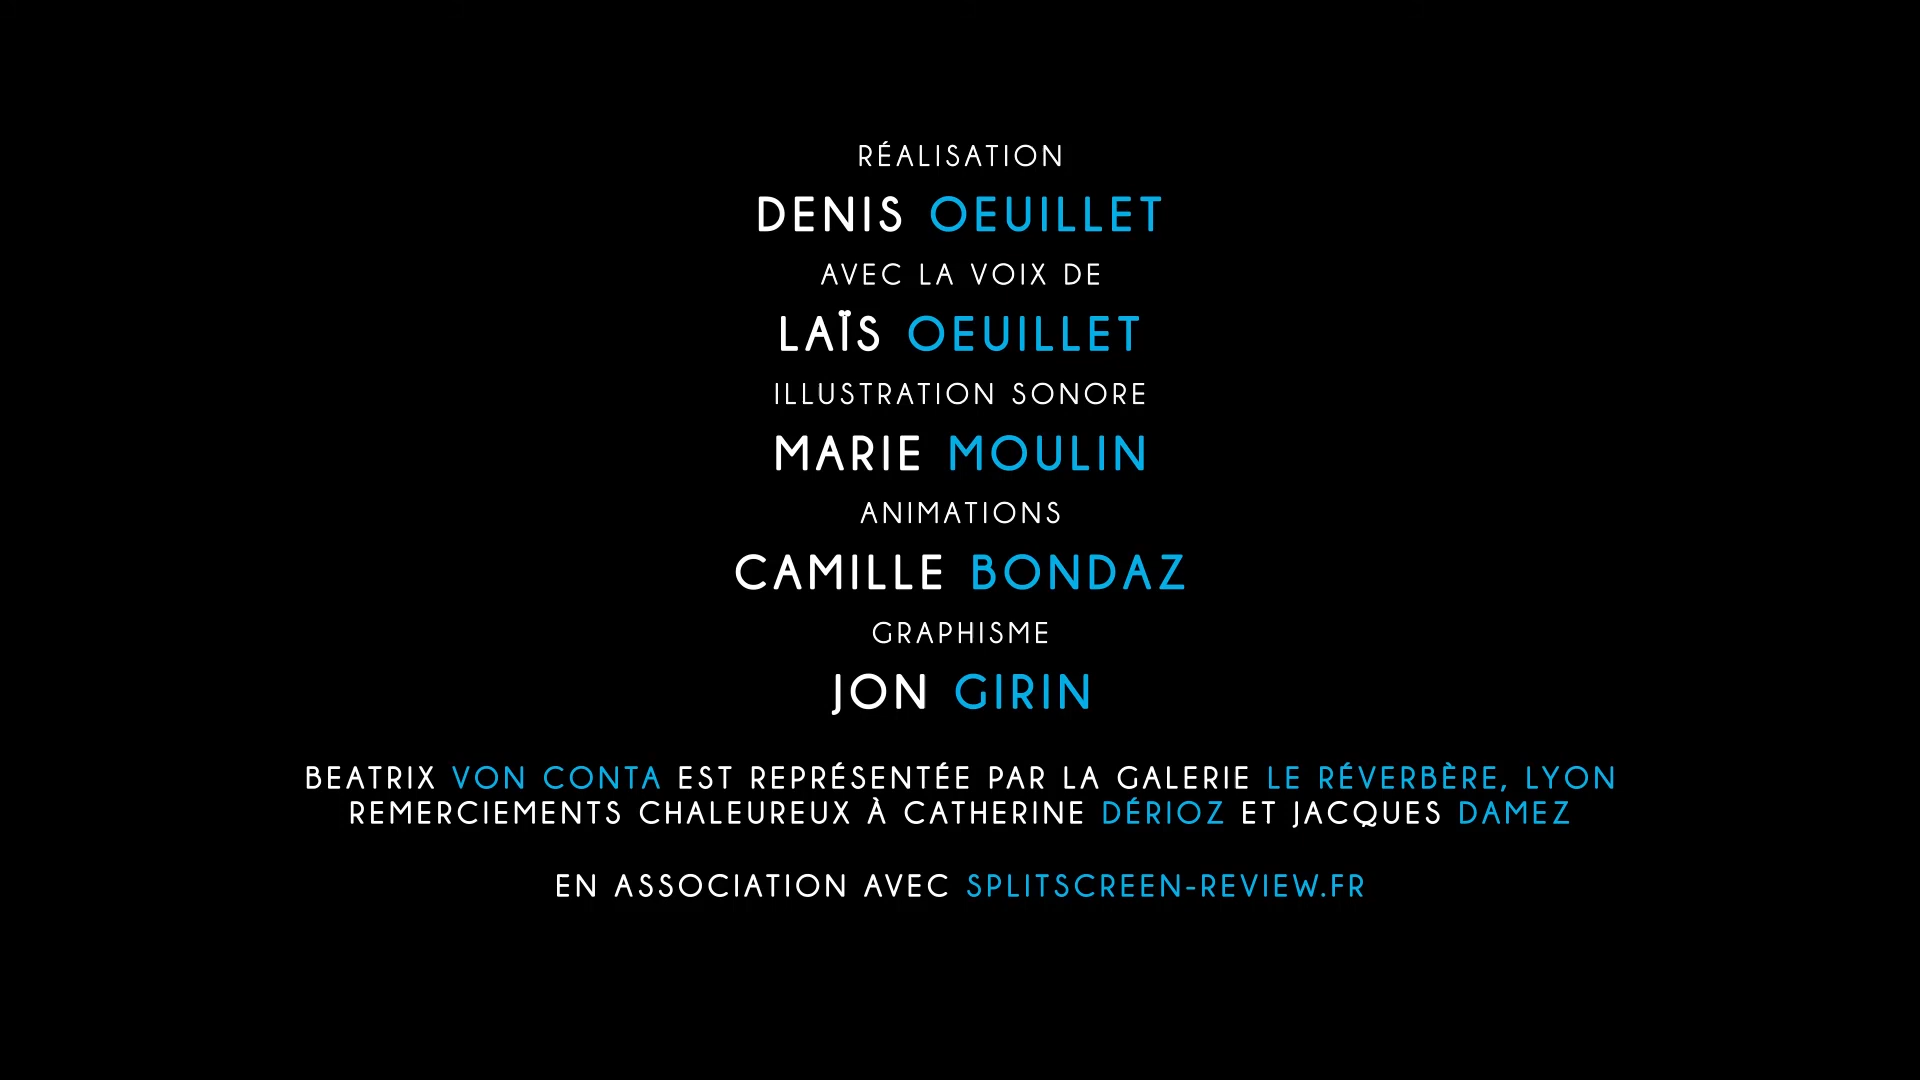 RÉALISATION
DENIS OEUILLET
AVEC LA VOIX DE
LAÏS OEUILLET
ILLUSTRATION SONORE
MARIE MOULIN
ANIMATIONS
CAMILLE BONDAZ
GRAPHISME
JON GIRIN
BEATRIX VON CONTA EST REPRÉSENTÉE PAR LA GALERIE LE RÉVERBÈRE, LYON
REMERCIEMENTS CHALEUREUX À CATHERINE DÉRIOZ ET JACQUES DAMEZ
EN ASSOCIATION AVEC SPLITSCREEN-REVIEW.FR